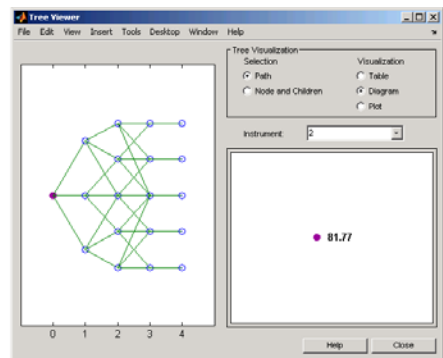 Tree Viewer
File Edit View Insert Tools Desktop Window Help
Tree Visualization
Selection
Visualization
Path
Table
Node and Children
Diagram
Plot
Instrument:
2
81.77
0 1 2 3 4
Help
Close